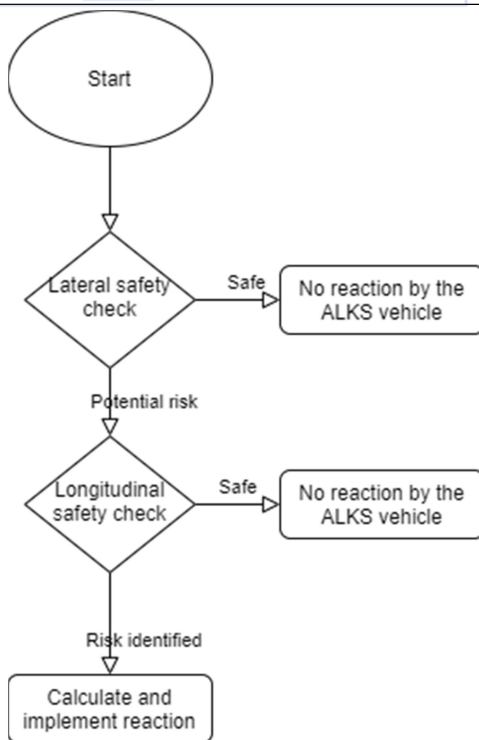 Start
Lateral safety
check
Safe
No reaction by the
ALKS vehicle
Potential risk
Longitudinal
safety check
Safe
No reaction by the
ALKS vehicle
Risk identified
Calculate and
implement reaction